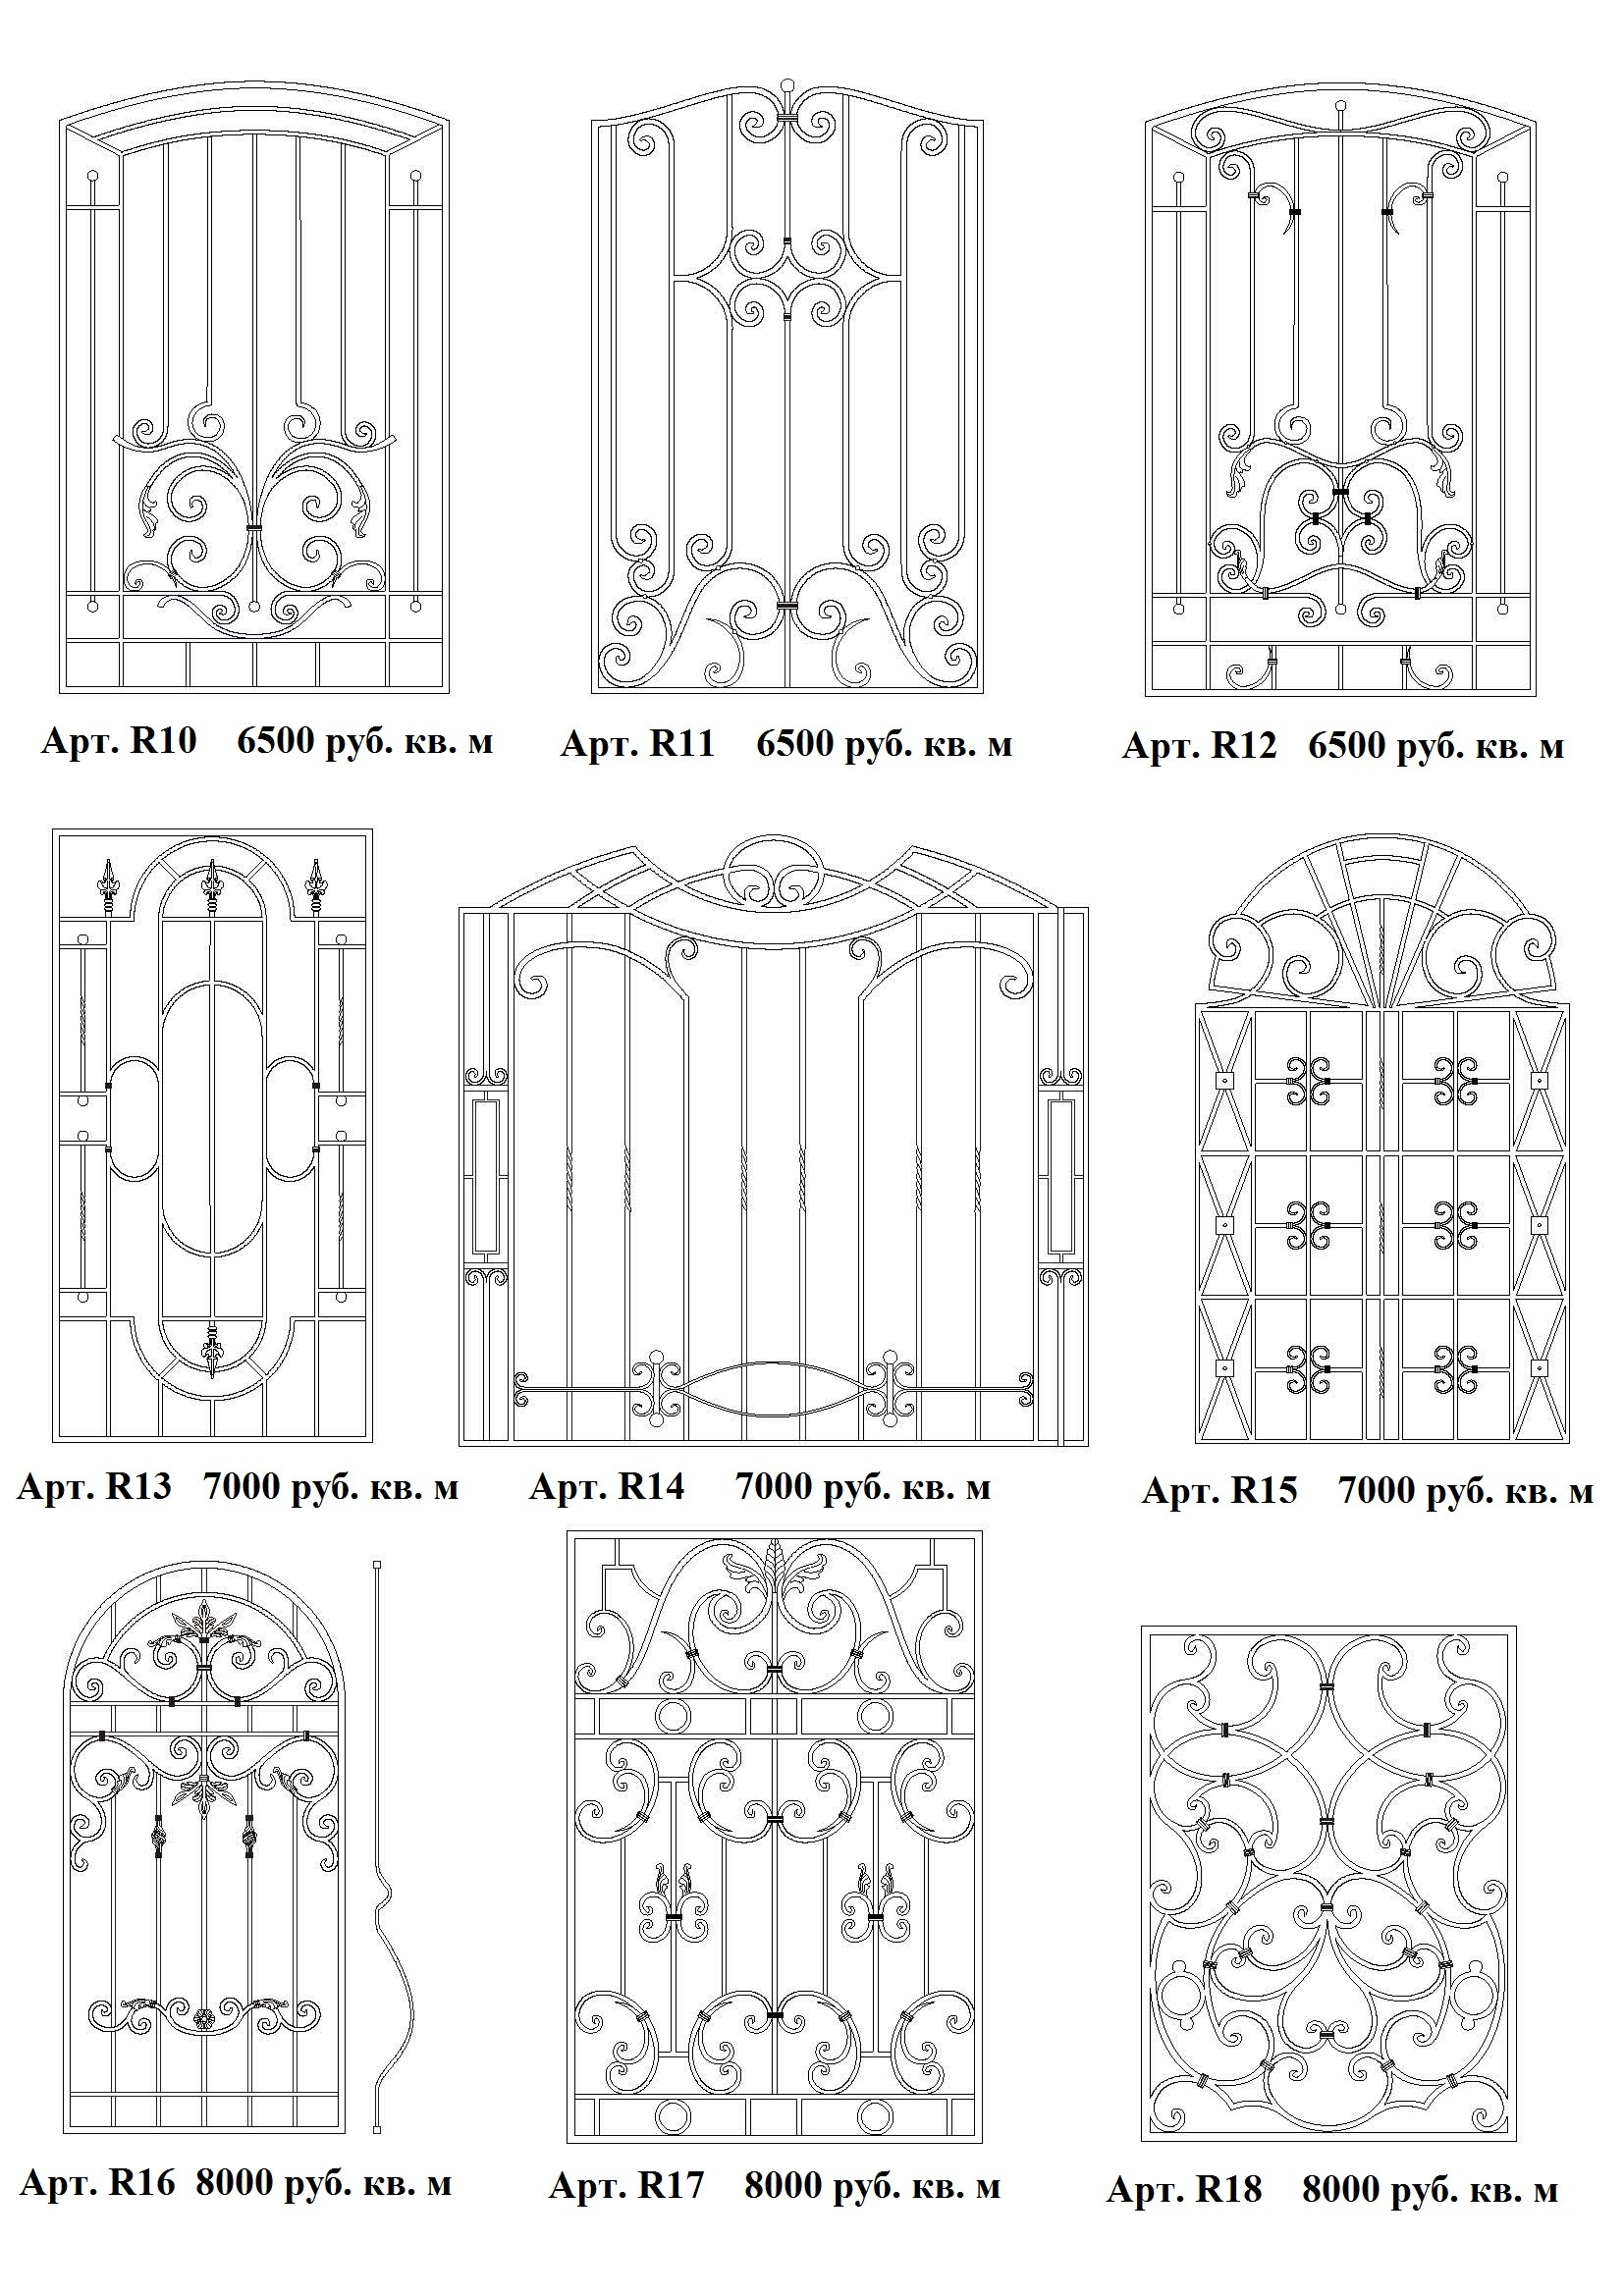 Арт. R10 6500 руб. кв. м
Арт. R11 6500 руб. кв. м
Арт. R12 6500 руб. кв. м
Арт. R13 7000 руб. кв. м
Арт. R14 7000 руб. кв. м
Арт. R15 7000 руб. кв. м
Арт. R16 8000 руб. кв. м
Арт. R17 8000 руб. кв. м
Арт. R18 8000 руб. кв. м